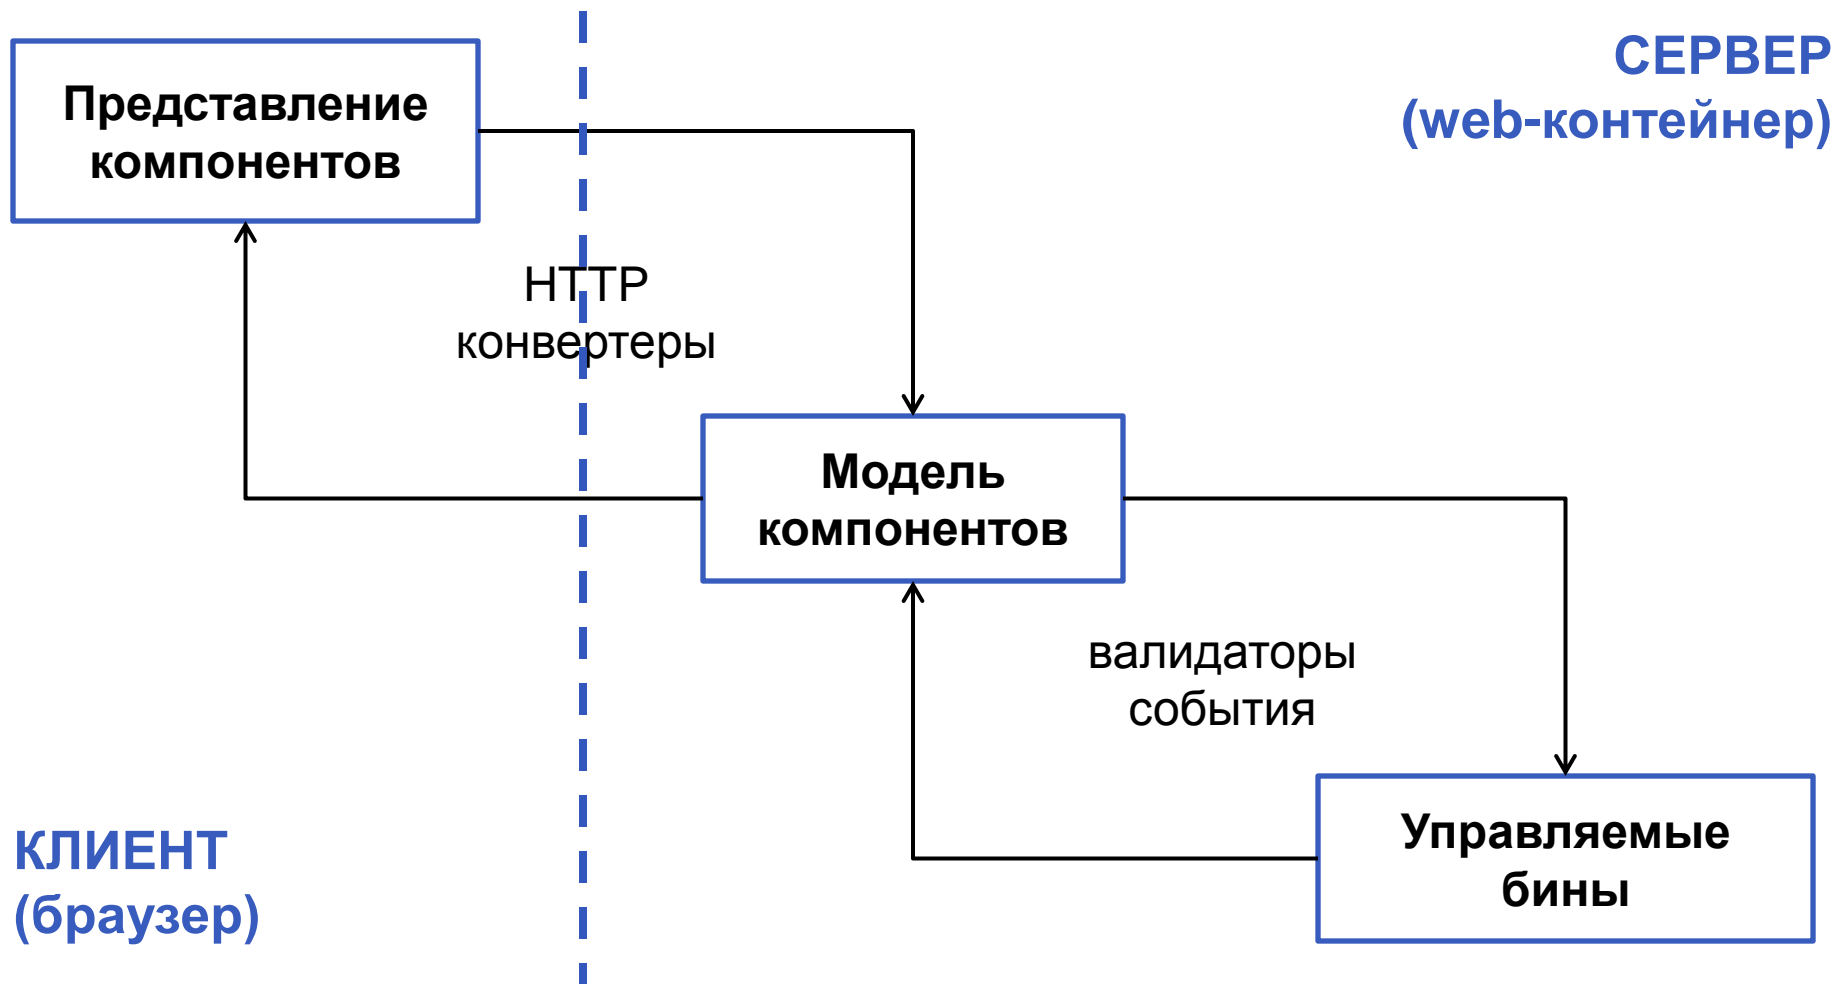 Представление
компонентов
СЕРВЕР
(web-контейнер)
HTTP
конвертеры
Модель
компонентов
валидаторы
события
Управляемые
бины
КЛИЕНТ
(браузер)